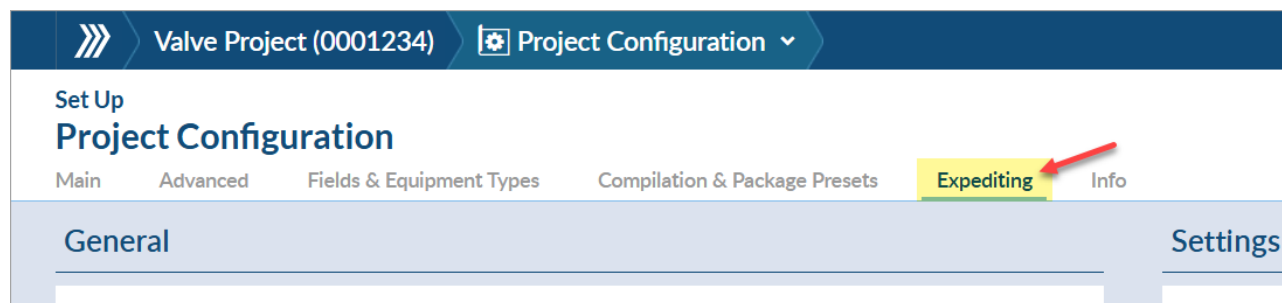 Valve Project (0001234) Project Configuration
Set Up
Project Configuration
Main Advanced Fields & Equipment Types Compilation & Package Presets Expediting Info
General Settings